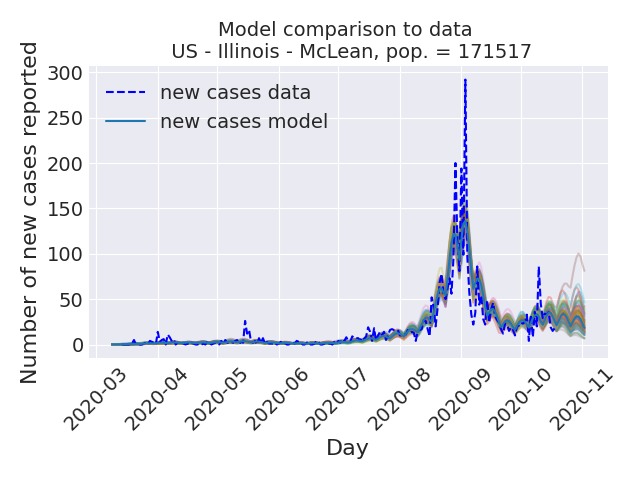 Model comparison to data
US - Illinois - McLean, pop. = 171517
Number of new cases reported
300
250
200
150
100
50
0
new cases data
new cases model
2020-03
2020-04
2020-05
2020-06
2020-07
2020-08
2020-09
2020-10
2020-11
Day